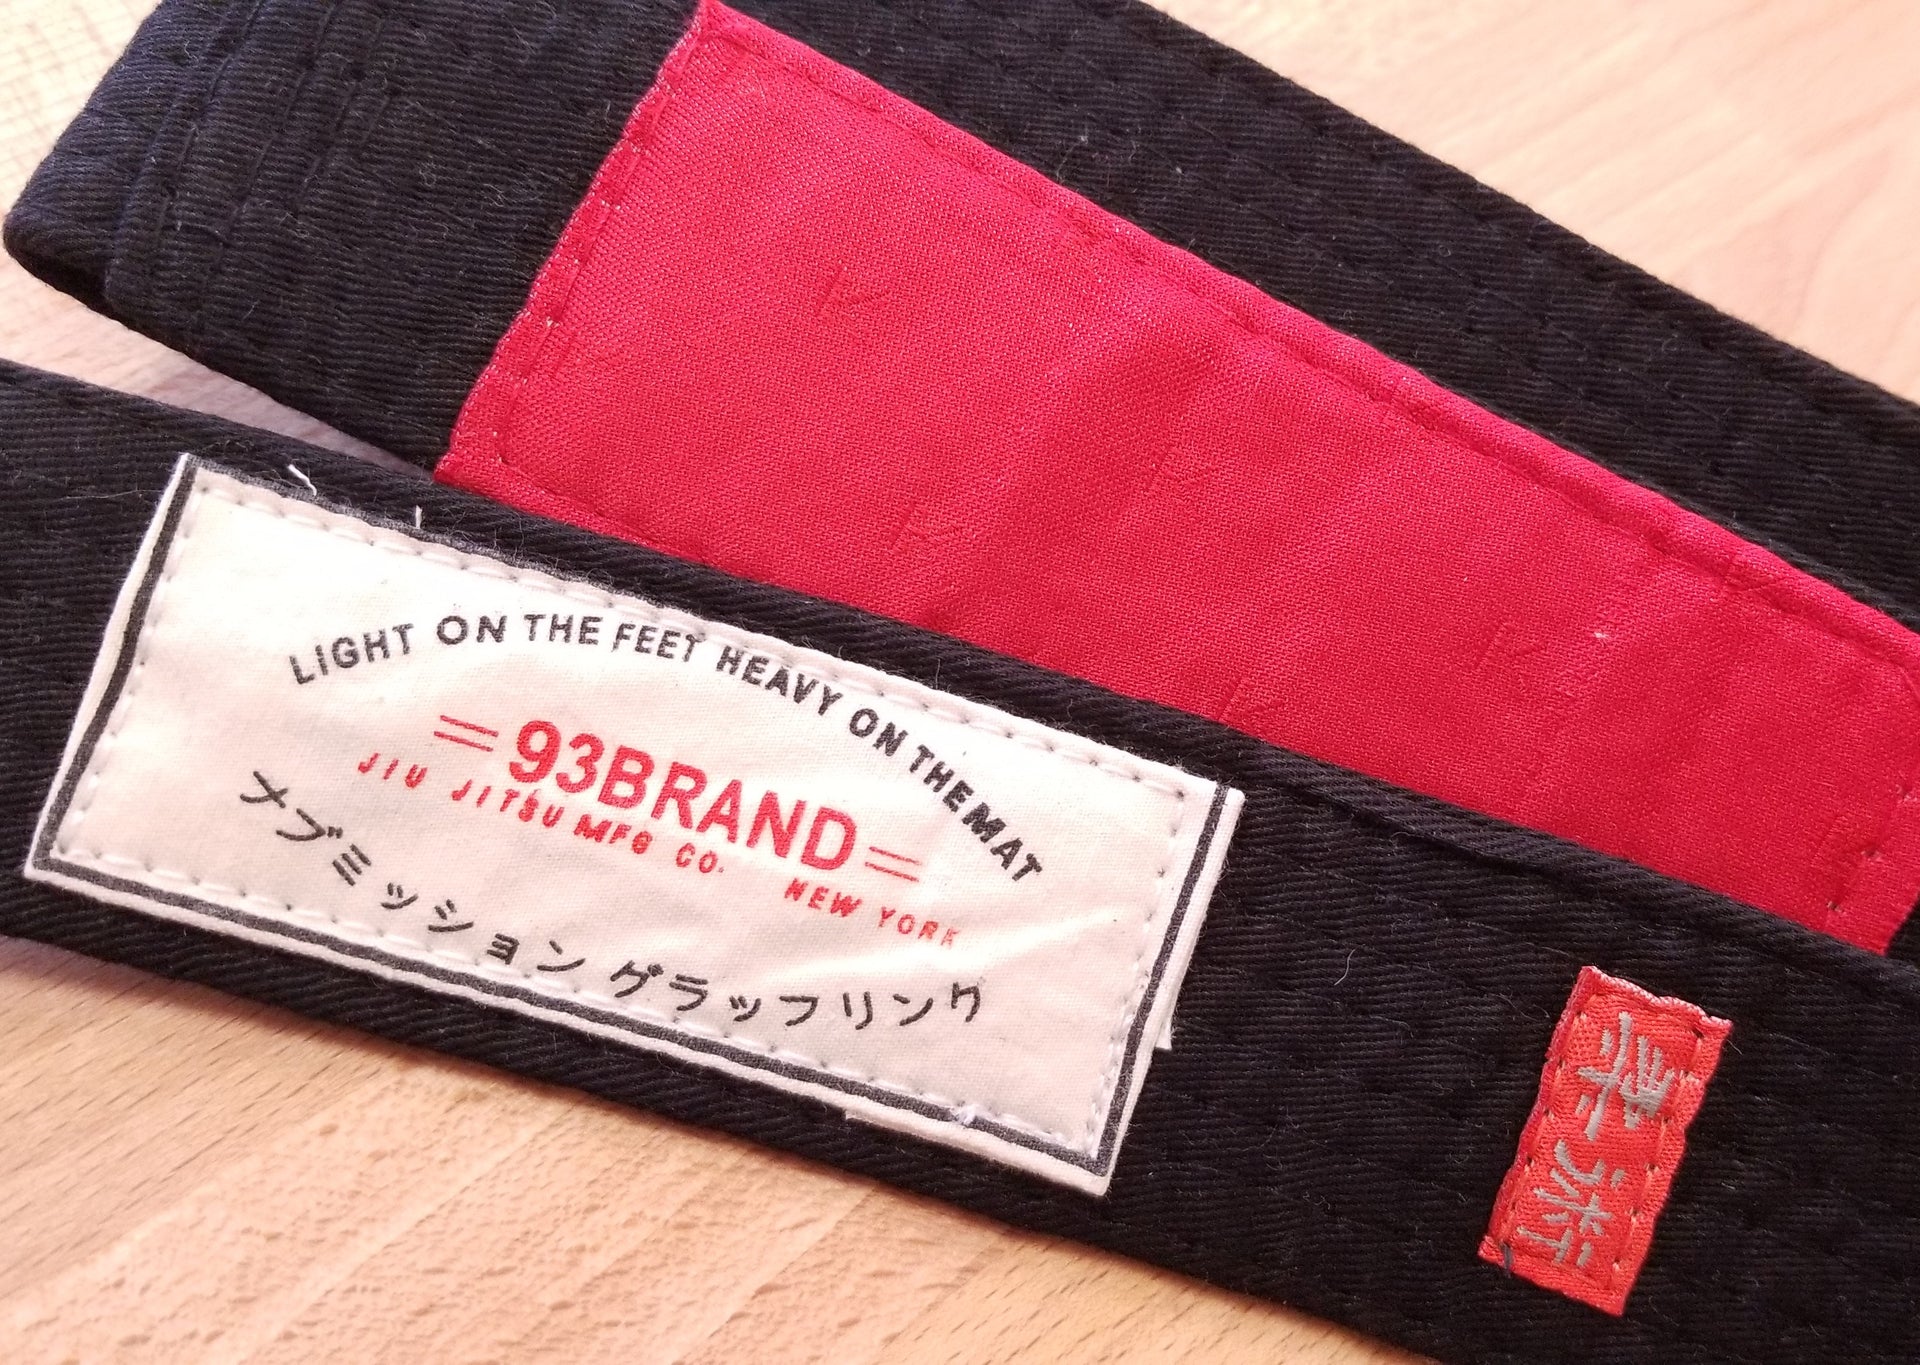 LIGHT ON THE FEET HEAVY ON THE MAT
93BRAND
JIU JITSU MFG CO. NEW YORK
メブミッション グラップリング
柔術